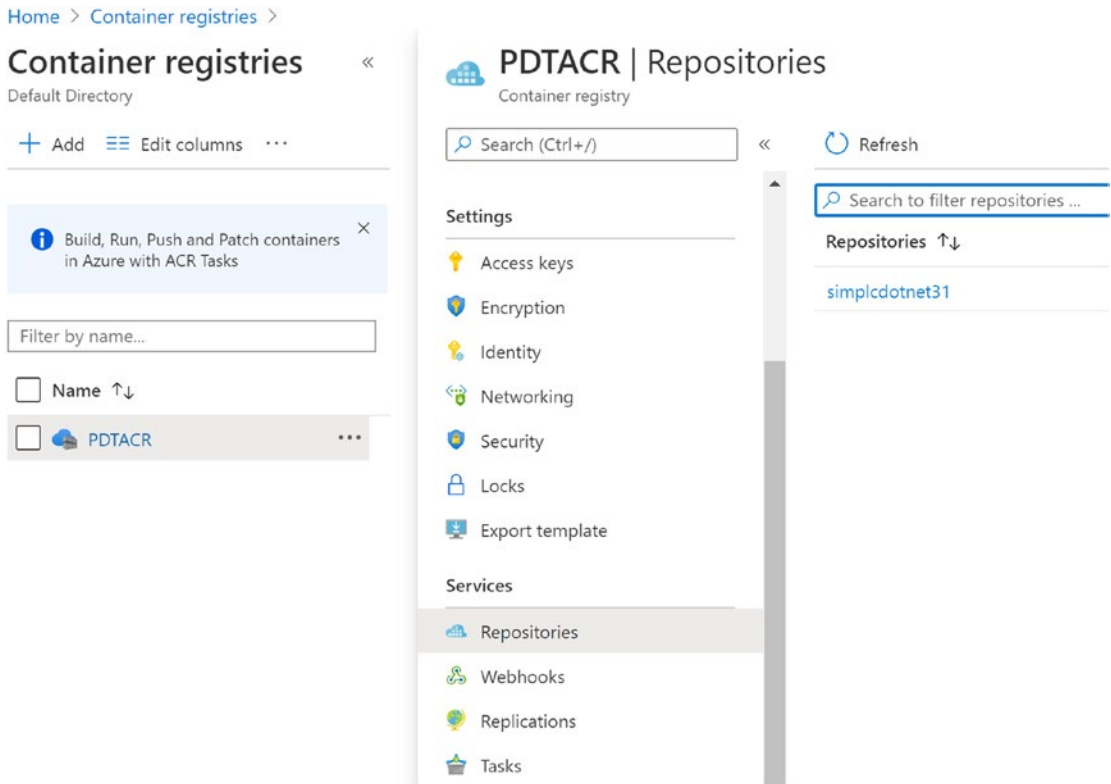 Home > Container registries >
Container registries «
Default Directory
+ Add Edit columns ...
Build, Run, Push and Patch containers
in Azure with ACR Tasks
Filter by name...
Name ↑↓
PDTACR ...
PDTACR | Repositories
Container registry
Search (Ctrl+/) «
Settings
Access keys
Encryption
Identity
Networking
Security
Locks
Export template
Services
Repositories
Webhooks
Replications
Tasks
Refresh
Search to filter repositories ...
Repositories ↑↓
simplcdotnet31